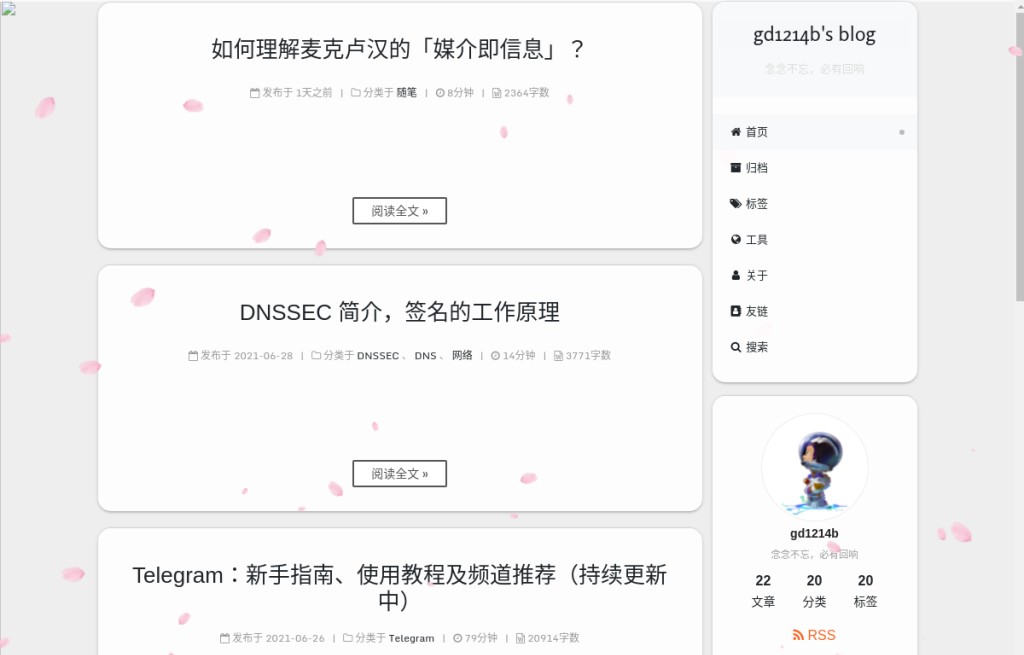 如何理解麦克卢汉的「媒介即信息」？
发布于 1天之前 | 分类于 随笔 | 8分钟 | 2364字数
阅读全文 »
DNSSEC 简介，签名的工作原理
发布于 2021-06-28 | 分类于 DNSSEC 、 DNS 、 网络 | 14分钟 | 3771字数
阅读全文 »
Telegram：新手指南、使用教程及频道推荐（持续更新
中）
发布于 2021-06-26 | 分类于 Telegram | 79分钟 | 20914字数
gd1214b's blog
念念不忘，必有回响
首页
归档
标签
工具
关于
友链
搜索
gd1214b
念念不忘，必有回响
22 20 20
文章 分类 标签
RSS